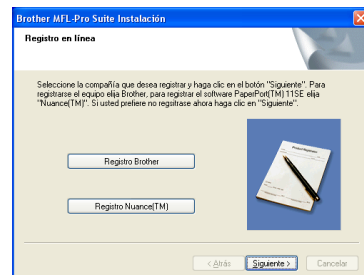 Brother MFL-Pro Suite Instalación
Registro en línea
Seleccione la compañía que desea registrar y haga clic en el botón "Siguiente". Para
registrarse el equipo elija Brother, para registrar el software PaperPort(TM) 11SE elija
"Nuance(TM)". Si usted prefiere no regsitrase ahora haga clic en "Siguiente".
Registro Brother
Registro Nuance(TM)
< Atrás
Siguiente >
Cancelar